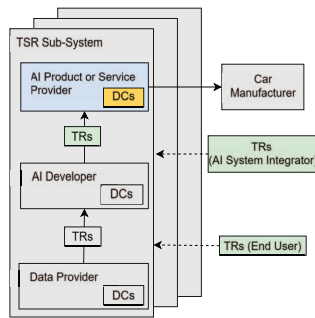 TSR Sub-System
AI Product or Service
Provider
DCs
Car
Manufacturer
TRs
TRs
(AI System Integrator)
AI Developer
DCs
TRs
TRs (End User)
Data Provider
DCs